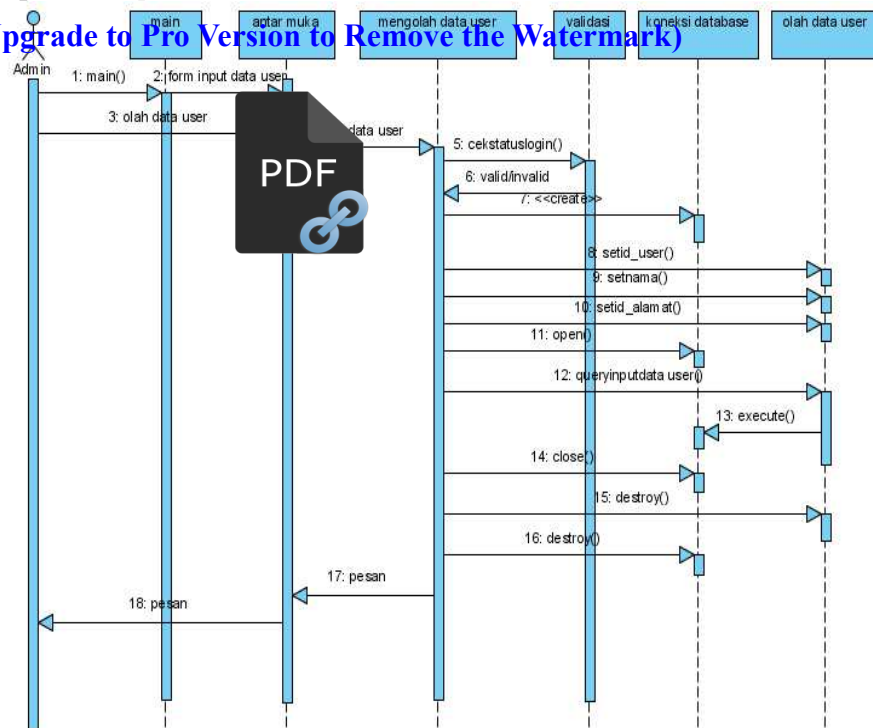 main
antar muka
mengolah data user
validasi
koneksi database
olah data user
Upgrade to Pro Version to Remove the Watermark)
Admin
1: main()
2: form input data user
3: olah data user
data user
PDF
5: cekstatuslogin()
6: valid/invalid
7: <<create>>
8: setid_user()
9: setnama()
10: setid_alamat()
11: open()
12: queryinputdata user()
13: execute()
14: close()
15: destroy()
16: destroy()
17: pesan
18: pesan